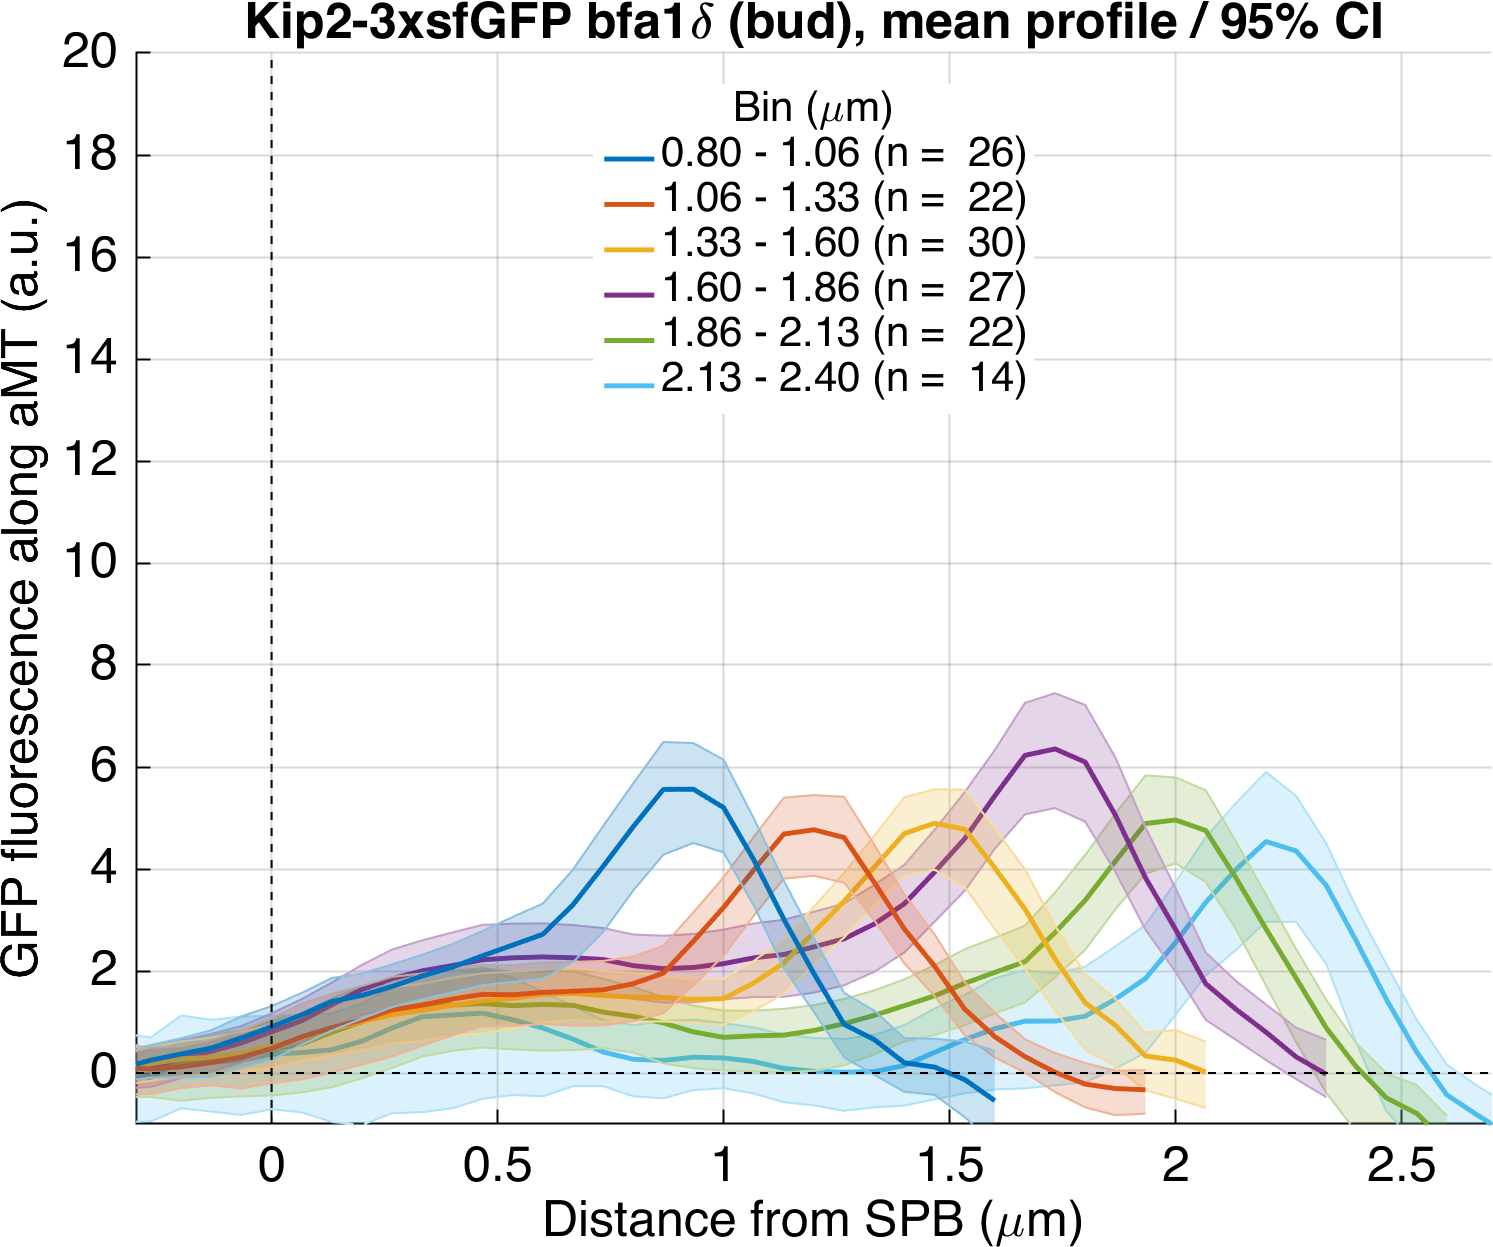 Kip2-3xsfGFP bfa1δ (bud), mean profile / 95% CI
GFP fluorescence along aMT (a.u.)
20
18
16
14
12
10
8
6
4
2
0
Bin (μm)
0.80 - 1.06 (n = 26)
1.06 - 1.33 (n = 22)
1.33 - 1.60 (n = 30)
1.60 - 1.86 (n = 27)
1.86 - 2.13 (n = 22)
2.13 - 2.40 (n = 14)
0 0.5 1 1.5 2 2.5
Distance from SPB (μm)